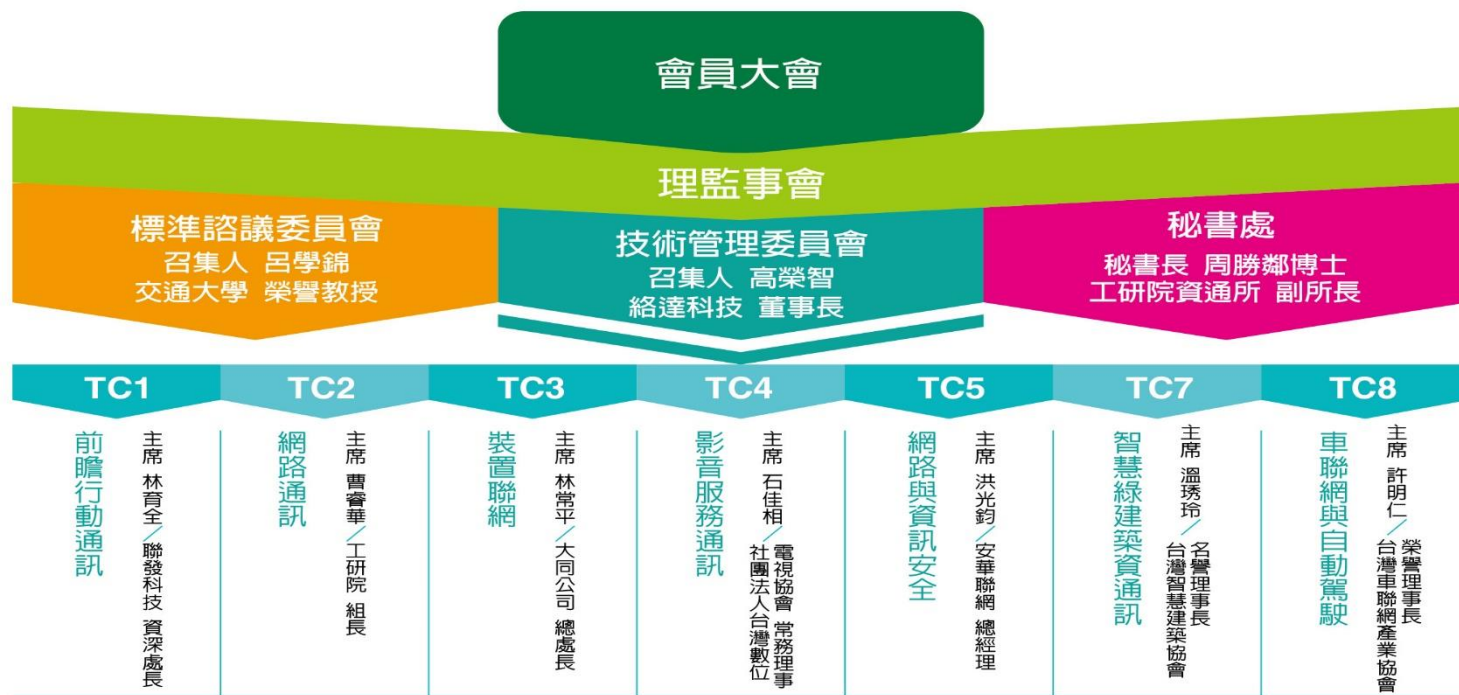 會員大會
理監事會
標準諮議委員會
召集人 呂學錦
交通大學 榮譽教授
技術管理委員會
召集人 高榮智
絡達科技 董事長
秘書處
秘書長 周勝鄰博士
工研院資通所 副所長
TC1
前瞻行動通訊
主席 林育全／聯發科技 資深處長
TC2
網路通訊
主席 曹睿華／工研院 組長
TC3
裝置聯網
主席 林常平／大同公司 總處長
TC4
影音服務通訊
主席 石佳相／
社團法人台灣數位
電視協會 常務理事
TC5
網路與資訊安全
主席 洪光鈞／安華聯網 總經理
TC7
智慧綠建築資通訊
主席 溫琇玲／
台灣智慧建築協會
名譽理事長
TC8
車聯網與自動駕駛
主席 許明仁／
台灣車聯網產業協會
榮譽理事長